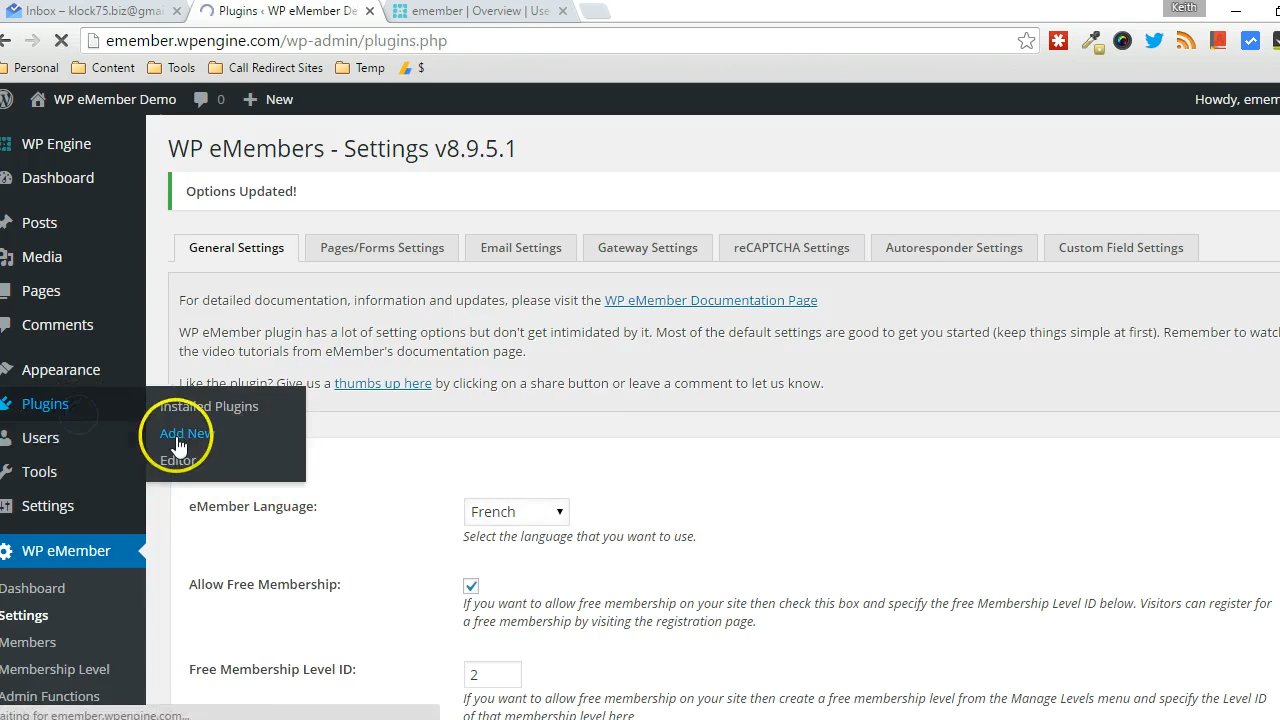 Inbox – klock75.biz@gmai
Plugins ‹ WP eMember De
emember | Overview | Use
Keith
emember.wpengine.com/wp-admin/plugins.php
Personal
Content
Tools
Call Redirect Sites
Temp
$
WP eMember Demo
0
New
Howdy, emem
WP Engine
Dashboard
Posts
Media
Pages
Comments
Appearance
Plugins
Installed Plugins
Add New
Editor
Users
Tools
Settings
WP eMember
Dashboard
Settings
Members
Membership Level
Admin Functions
WP eMembers - Settings v8.9.5.1
Options Updated!
General Settings
Pages/Forms Settings
Email Settings
Gateway Settings
reCAPTCHA Settings
Autoresponder Settings
Custom Field Settings
For detailed documentation, information and updates, please visit the WP eMember Documentation Page
WP eMember plugin has a lot of setting options but don't get intimidated by it. Most of the default settings are good to get you started (keep things simple at first). Remember to watch
the video tutorials from eMember's documentation page.
Like the plugin? Give us a thumbs up here by clicking on a share button or leave a comment to let us know.
eMember Language:
French
Select the language that you want to use.
Allow Free Membership:
If you want to allow free membership on your site then check this box and specify the free Membership Level ID below. Visitors can register for
a free membership by visiting the registration page.
Free Membership Level ID:
2
If you want to allow free membership on your site then create a free membership level from the Manage Levels menu and specify the Level ID
of that membership level here
aiting for emember.wpengine.com...